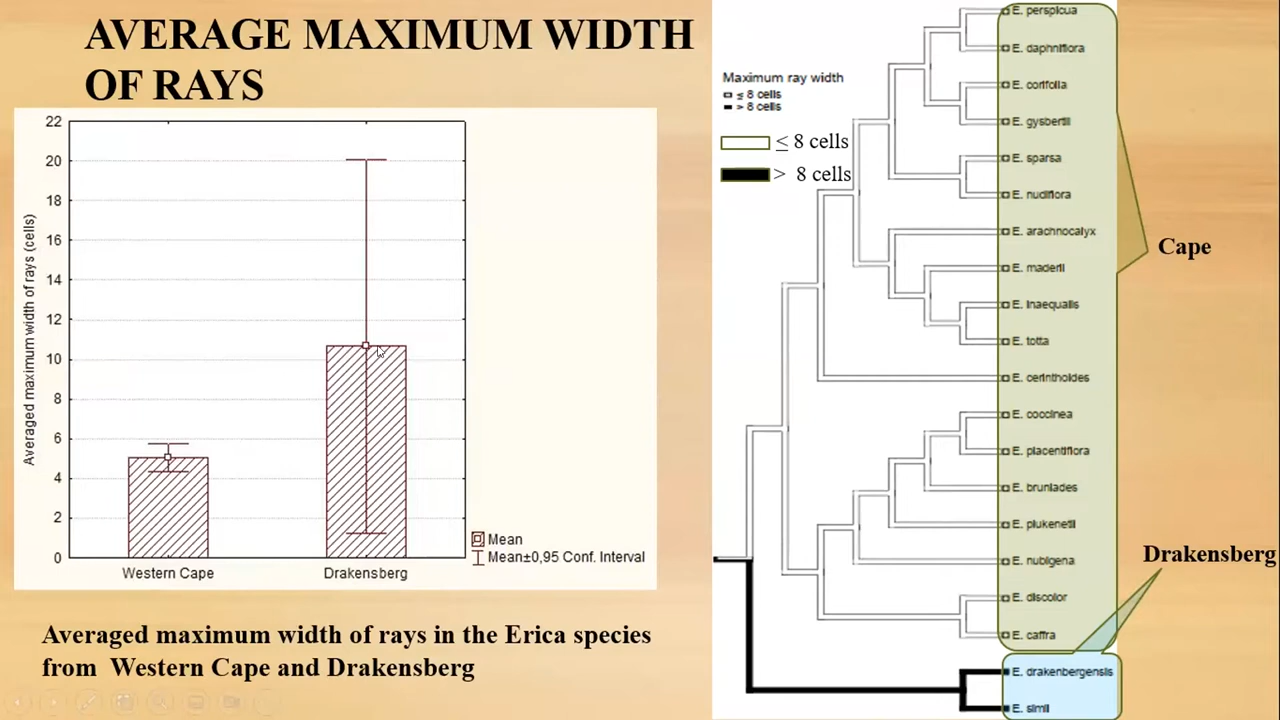 AVERAGE MAXIMUM WIDTH
OF RAYS
22
20
18
16
14
12
10
8
6
4
2
0
Averaged maximum width of rays (cells)
Western Cape
Drakensberg
Mean
Mean±0,95 Conf. Interval
Averaged maximum width of rays in the Erica species
from Western Cape and Drakensberg
Maximum ray width
≤ 8 cells
> 8 cells
≤ 8 cells
> 8 cells
E. perspicua
E. daphniflora
E. corifolia
E. gysbertii
E. sparsa
E. nudiflora
E. arachnocalyx
E. maderii
E. inaequalis
E. totta
E. cerinthoides
E. coccinea
E. placentiflora
E. bruniades
E. plukenetii
E. nubigena
E. discolor
E. caffra
E. drakenbergensis
E. simii
Cape
Drakensberg